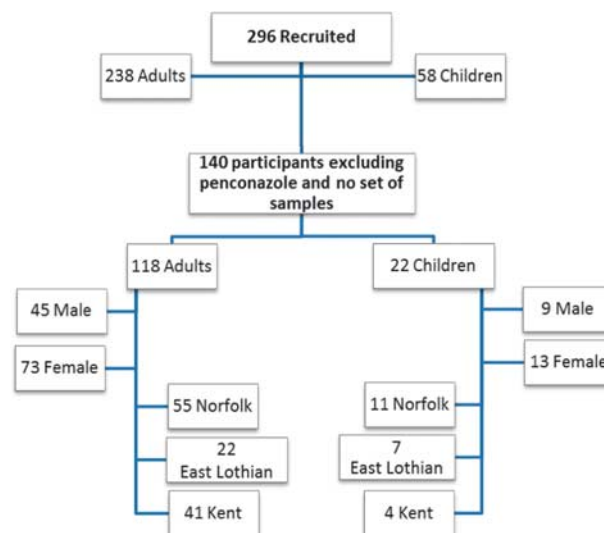 296 Recruited
238 Adults
58 Children
140 participants excluding
penconazole and no set of
samples
118 Adults
22 Children
45 Male
9 Male
73 Female
13 Female
55 Norfolk
11 Norfolk
22
East Lothian
7
East Lothian
41 Kent
4 Kent